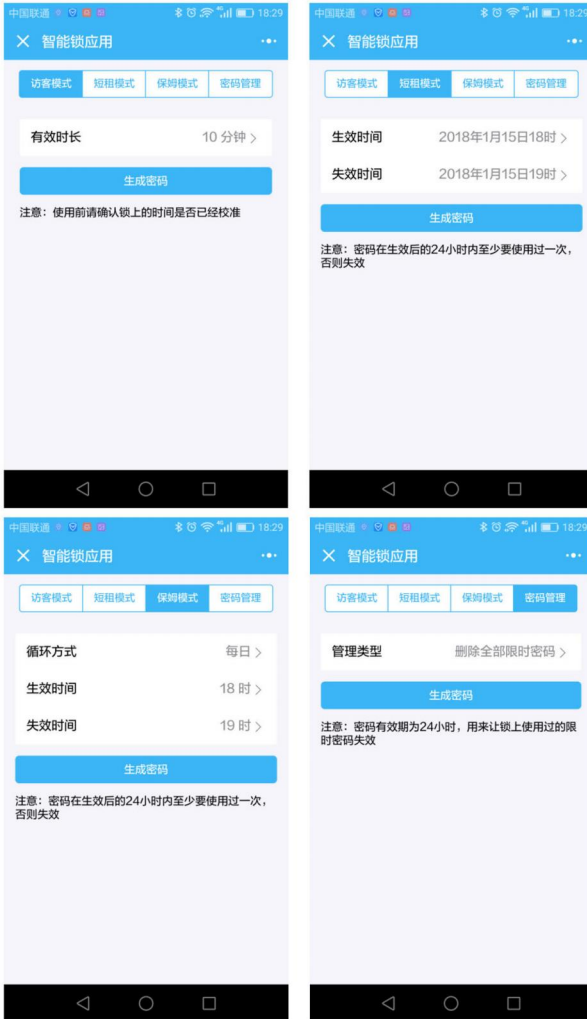 中国联通
18:29
智能锁应用
访客模式 短租模式 保姆模式 密码管理
有效时长 10 分钟
生成密码
注意：使用前请确认锁上的时间是否已经校准
中国联通
18:29
智能锁应用
访客模式 短租模式 保姆模式 密码管理
生效时间 2018年1月15日18时
失效时间 2018年1月15日19时
生成密码
注意：密码在生效后的24小时内至少要使用过一次，
否则失效
中国联通
18:29
智能锁应用
访客模式 短租模式 保姆模式 密码管理
循环方式 每日
生效时间 18 时
失效时间 19 时
生成密码
注意：密码在生效后的24小时内至少要使用过一次，
否则失效
中国联通
18:29
智能锁应用
访客模式 短租模式 保姆模式 密码管理
管理类型 删除全部限时密码
生成密码
注意：密码有效期为24小时，用来让锁上使用过的限
时密码失效